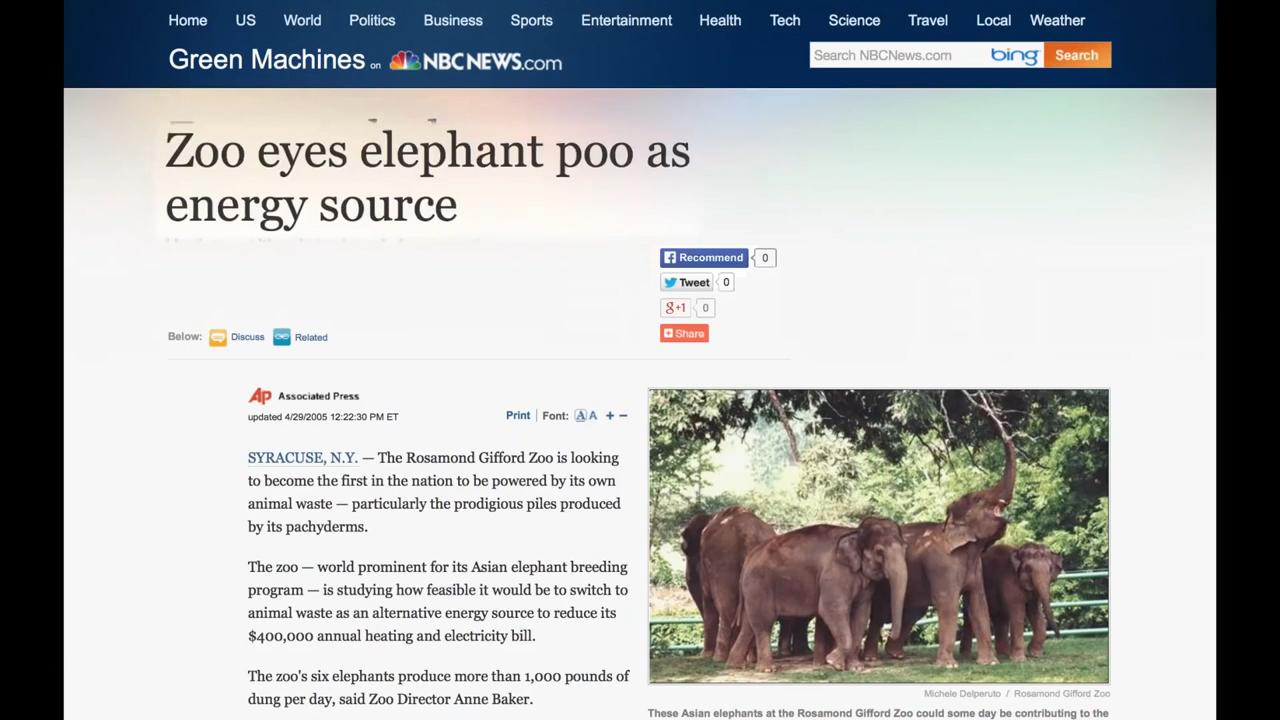 Home US World Politics Business Sports Entertainment Health Tech Science Travel Local Weather
Green Machines on NBCNEWS.com
Search NBCNews.com bing Search
Zoo eyes elephant poo as
energy source
Recommend 0
Tweet 0
g+1 0
Share
Below: Discuss Related
AP Associated Press
updated 4/29/2005 12:22:30 PM ET
Print | Font: A A + −
SYRACUSE, N.Y. — The Rosamond Gifford Zoo is looking
to become the first in the nation to be powered by its own
animal waste — particularly the prodigious piles produced
by its pachyderms.
The zoo — world prominent for its Asian elephant breeding
program — is studying how feasible it would be to switch to
animal waste as an alternative energy source to reduce its
$400,000 annual heating and electricity bill.
The zoo's six elephants produce more than 1,000 pounds of
dung per day, said Zoo Director Anne Baker.
Michele Delperuto / Rosamond Gifford Zoo
These Asian elephants at the Rosamond Gifford Zoo could some day be contributing to the